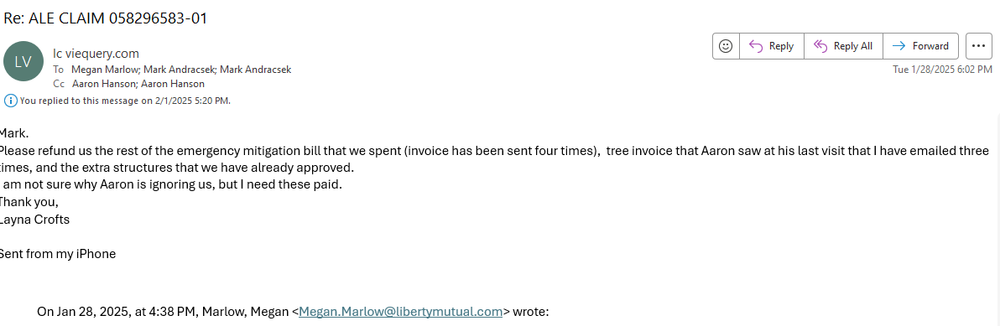 Re: ALE CLAIM 058296583-01
LV
lc viequery.com
Reply
Reply All
Forward
To Megan Marlow; Mark Andracsek; Mark Andracsek
Cc Aaron Hanson; Aaron Hanson
Tue 1/28/2025 6:02 PM
You replied to this message on 2/1/2025 5:20 PM.
Mark.
Please refund us the rest of the emergency mitigation bill that we spent (invoice has been sent four times), tree invoice that Aaron saw at his last visit that I have emailed three
times, and the extra structures that we have already approved.
am not sure why Aaron is ignoring us, but I need these paid.
Thank you,
Layna Crofts
Sent from my iPhone
On Jan 28, 2025, at 4:38 PM, Marlow, Megan <Megan.Marlow@libertymutual.com> wrote: